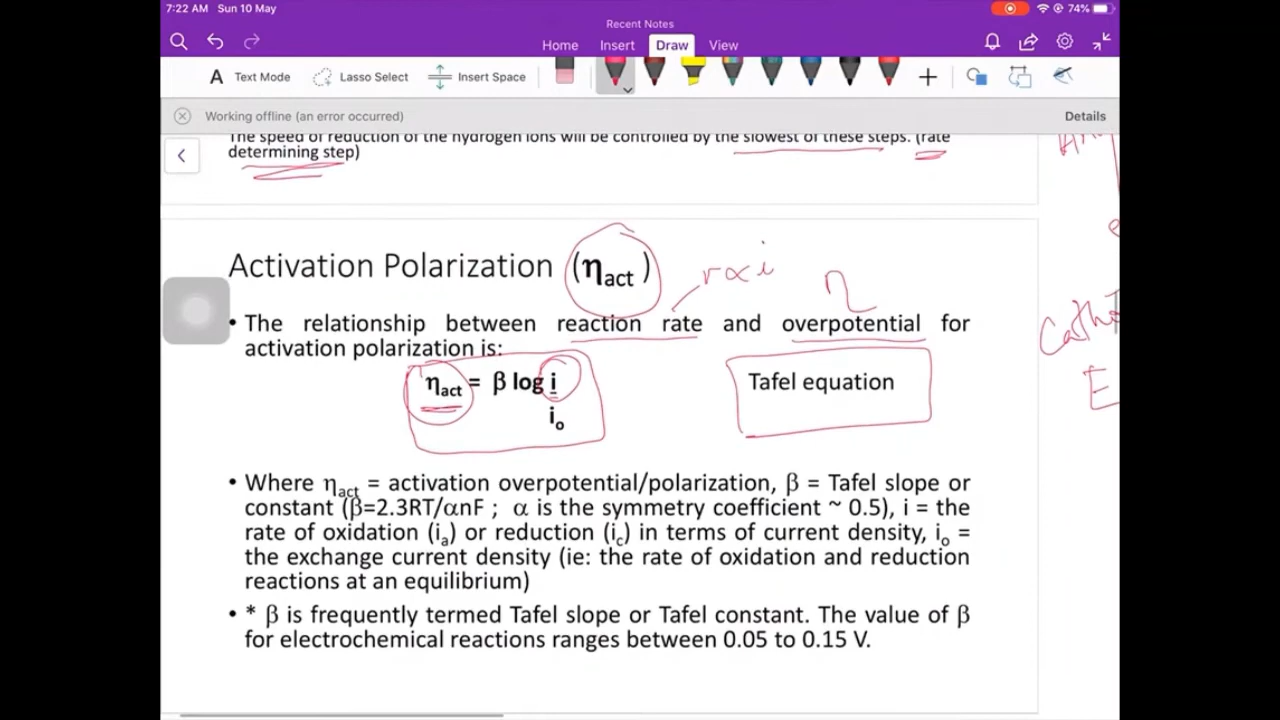 7:22 AM Sun 10 May
74%
Recent Notes
Home Insert Draw View
A Text Mode Lasso Select Insert Space
Working offline (an error occurred) Details
The speed of reduction of the hydrogen ions will be controlled by the slowest of these steps. (rate
determining step)
Activation Polarization (ηact)
r∝i
η
• The relationship between reaction rate and overpotential for
activation polarization is:
ηact = β log i
io
Tafel equation
E
• Where ηact = activation overpotential/polarization, β = Tafel slope or
constant (β=2.3RT/αnF ; α is the symmetry coefficient ~ 0.5), i = the
rate of oxidation (ia) or reduction (ic) in terms of current density, io =
the exchange current density (ie: the rate of oxidation and reduction
reactions at an equilibrium)
• * β is frequently termed Tafel slope or Tafel constant. The value of β
for electrochemical reactions ranges between 0.05 to 0.15 V.